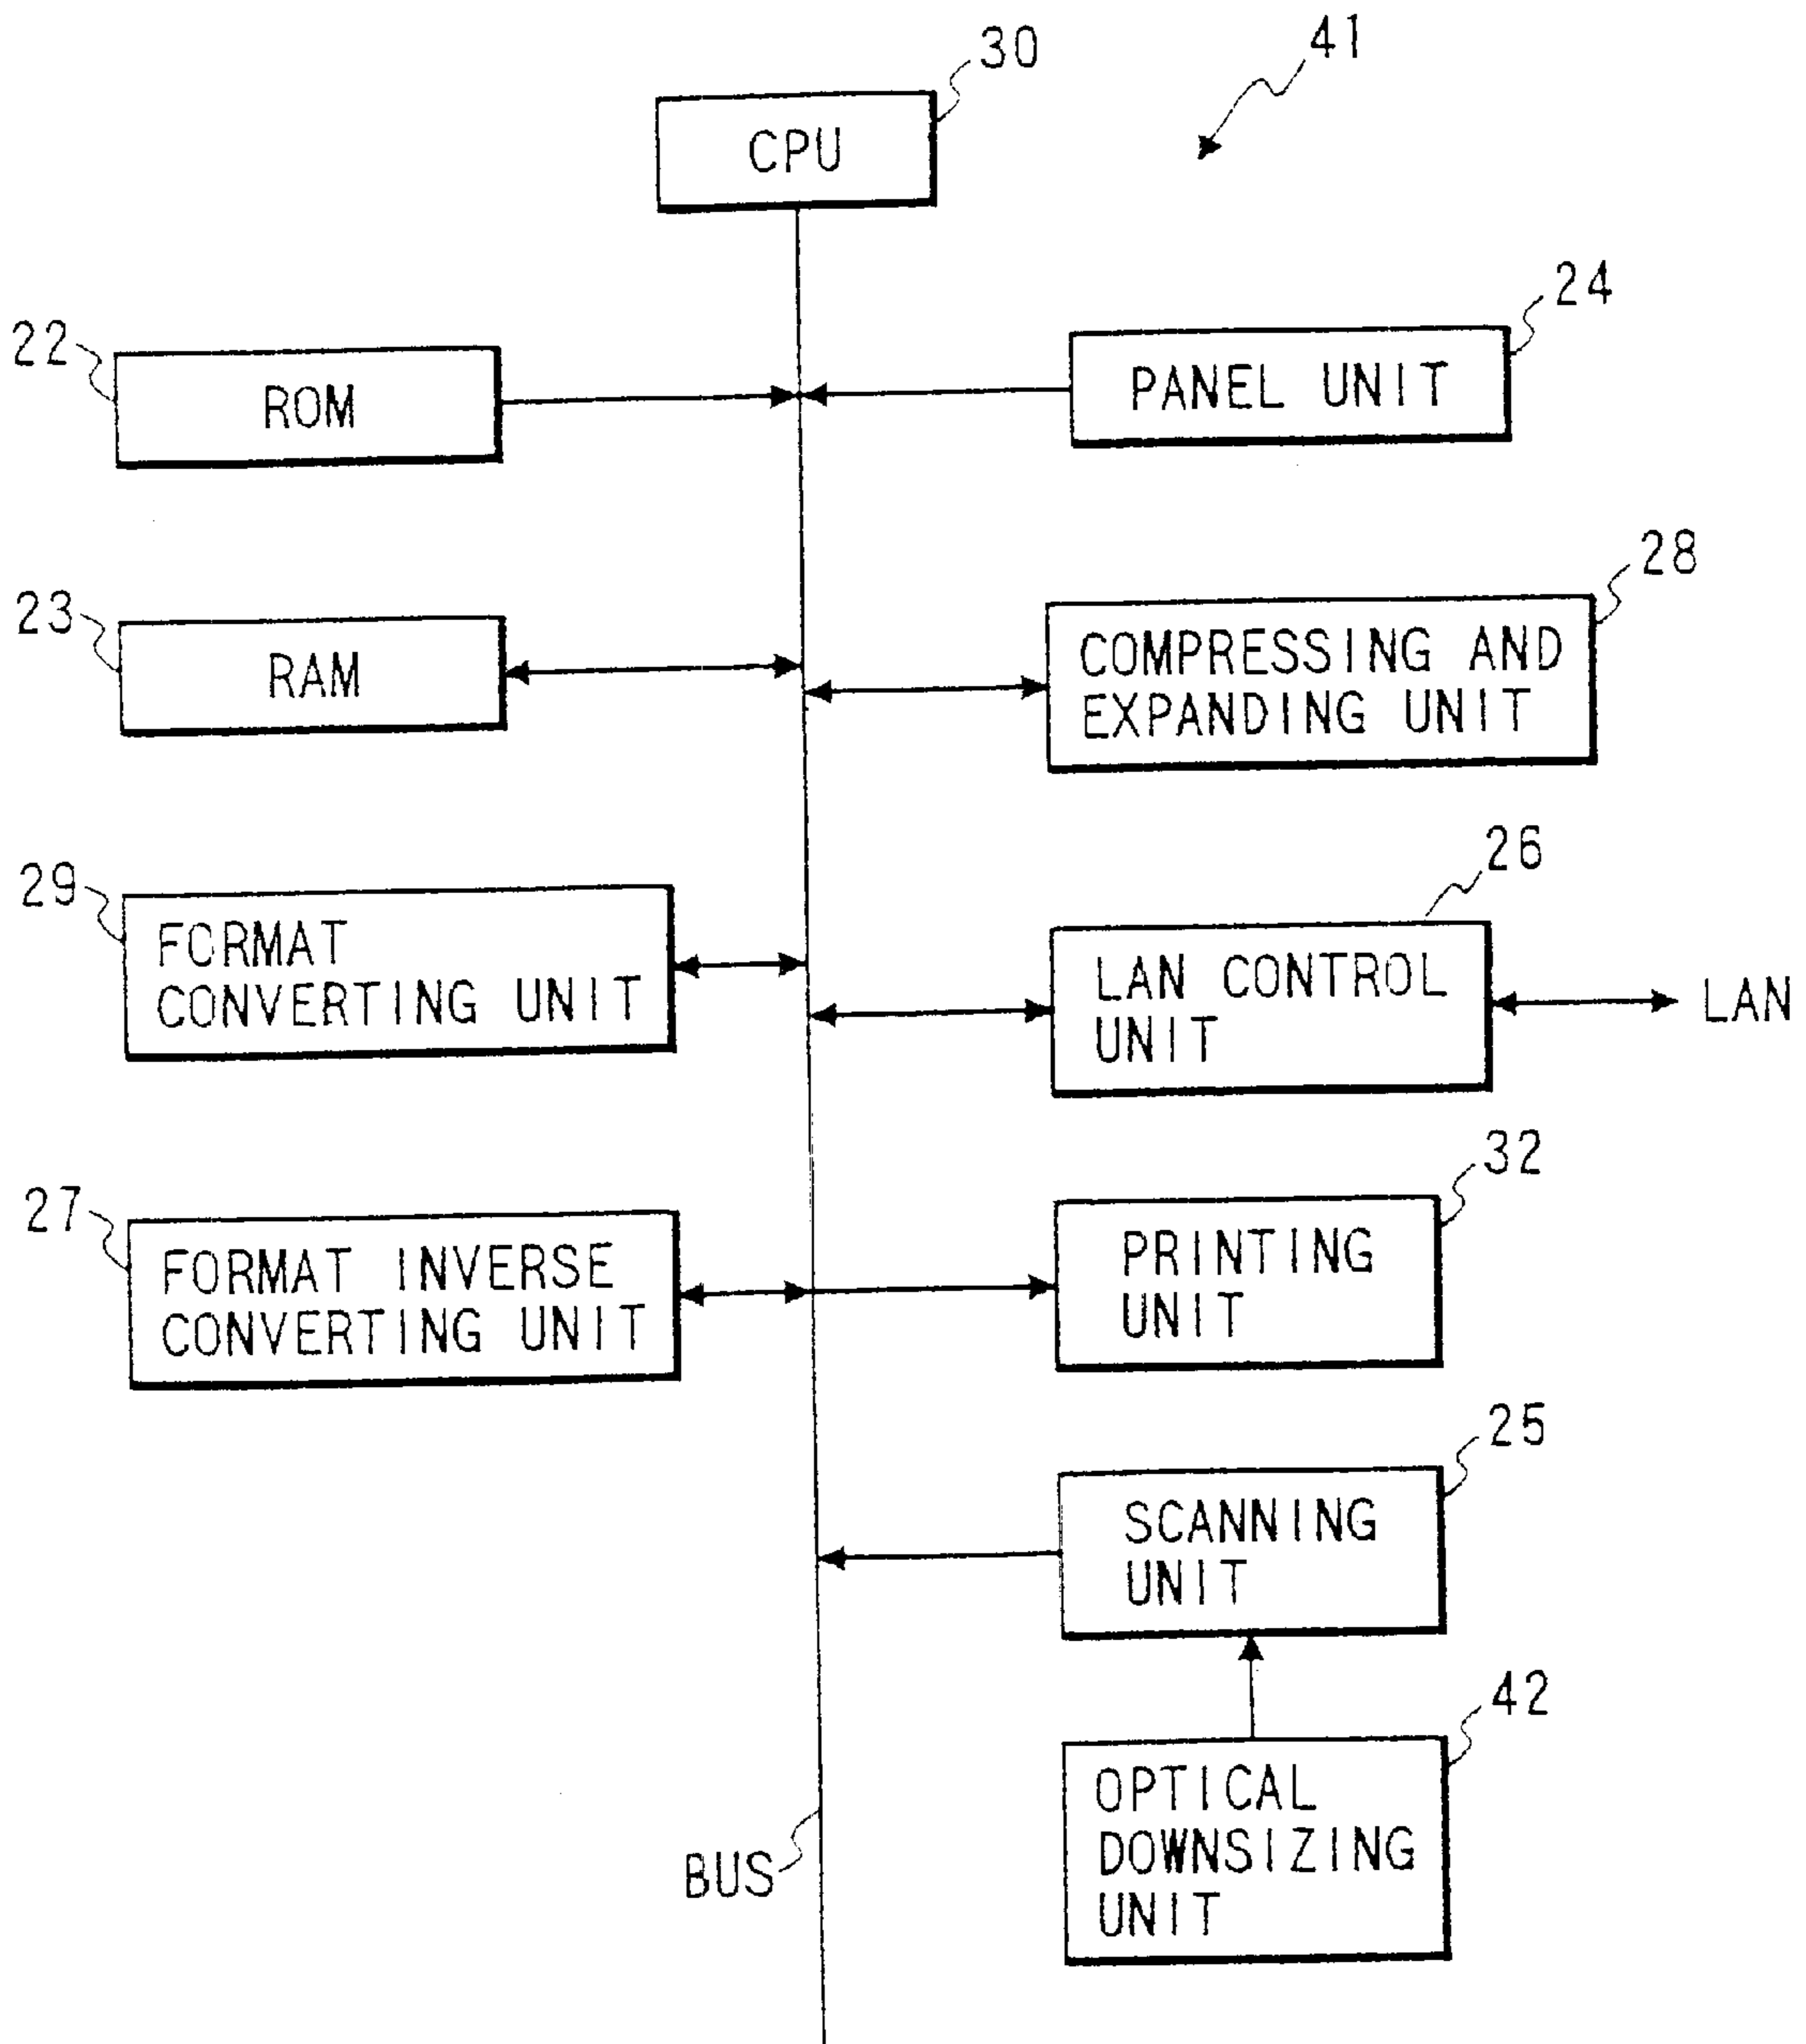 30
41
CPU
22
ROM
24
PANEL UNIT
23
RAM
28
COMPRESSING AND
EXPANDING UNIT
29
FORMAT
CONVERTING UNIT
26
LAN CONTROL
UNIT
LAN
27
FORMAT INVERSE
CONVERTING UNIT
32
PRINTING
UNIT
25
SCANNING
UNIT
42
OPTICAL
DOWNSIZING
UNIT
BUS